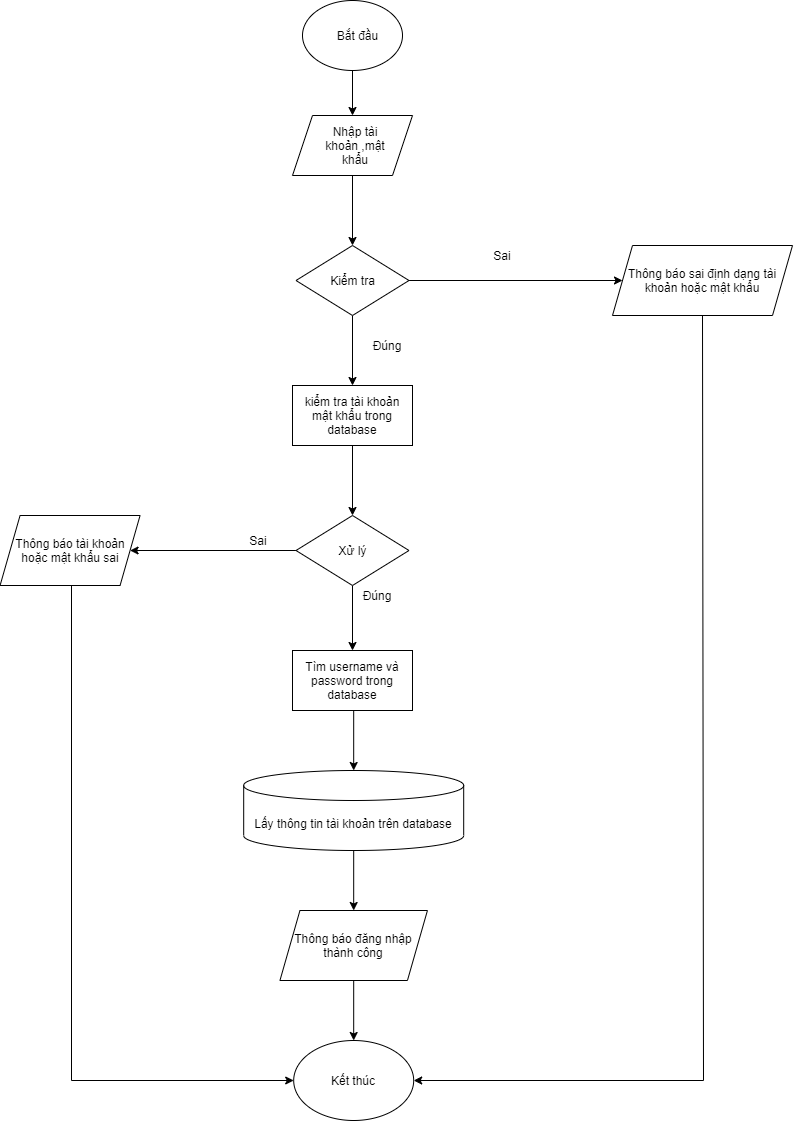 Bắt đầu
Nhập tài
khoản ,mật
khẩu
Kiểm tra
Sai
Thông báo sai định dạng tài
khoản hoặc mật khẩu
Đúng
kiểm tra tài khoản
mật khẩu trong
database
Sai
Thông báo tài khoản
hoặc mật khẩu sai
Xử lý
Đúng
Tìm username và
password trong
database
Lấy thông tin tài khoản trên database
Thông báo đăng nhập
thành công
Kết thúc